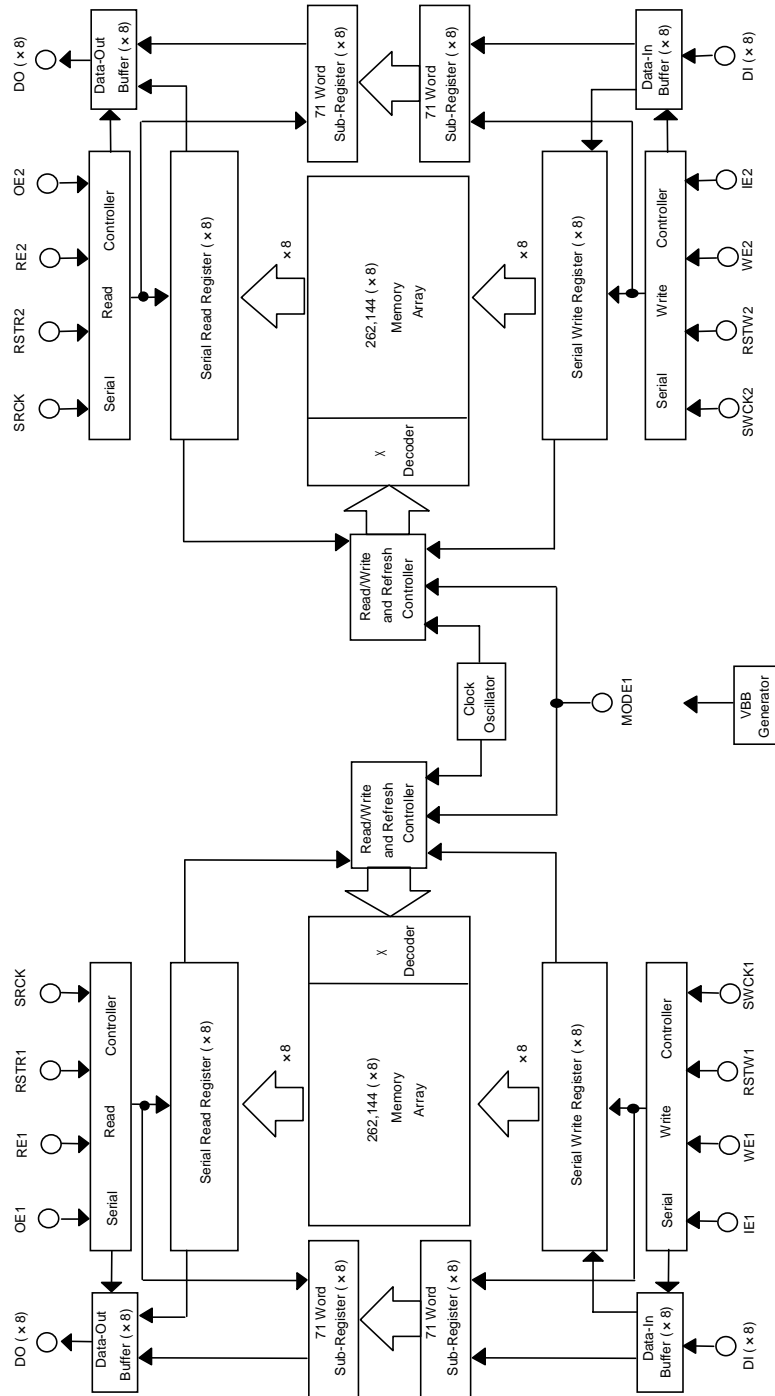 DO (×8)
OE1
RE1
RSTR1
SRCK
SRCK
RSTR2
RE2
OE2
DO (×8)
Data-Out
Buffer (×8)
Serial Read Controller
Serial Read Controller
Data-Out
Buffer (×8)
Serial Read Register (×8)
Serial Read Register (×8)
71 Word
Sub-Register (×8)
×8
×8
71 Word
Sub-Register (×8)
262,144 (×8)
Memory
Array
X
Decoder
Read/Write
and Refresh
Controller
Read/Write
and Refresh
Controller
X
Decoder
262,144 (×8)
Memory
Array
71 Word
Sub-Register (×8)
×8
Clock
Oscillator
×8
71 Word
Sub-Register (×8)
Serial Write Register (×8)
Serial Write Register (×8)
MODE1
Data-In
Buffer (×8)
Serial Write Controller
Serial Write Controller
Data-In
Buffer (×8)
DI (×8)
IE1
WE1
RSTW1
SWCK1
VBB
Generator
SWCK2
RSTW2
WE2
IE2
DI (×8)